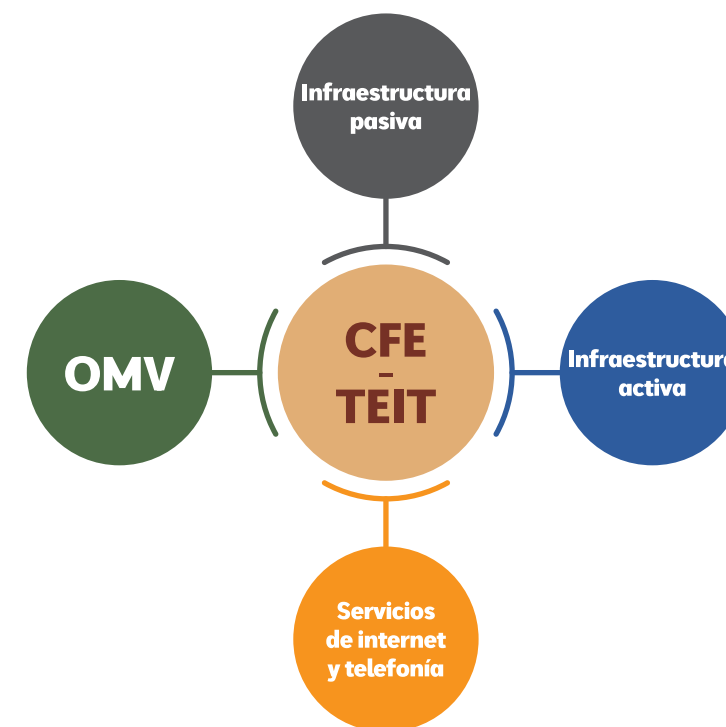 Infraestructura
pasiva
OMV
CFE
-
TEIT
Infraestructura
activa
Servicios
de internet
y telefonía